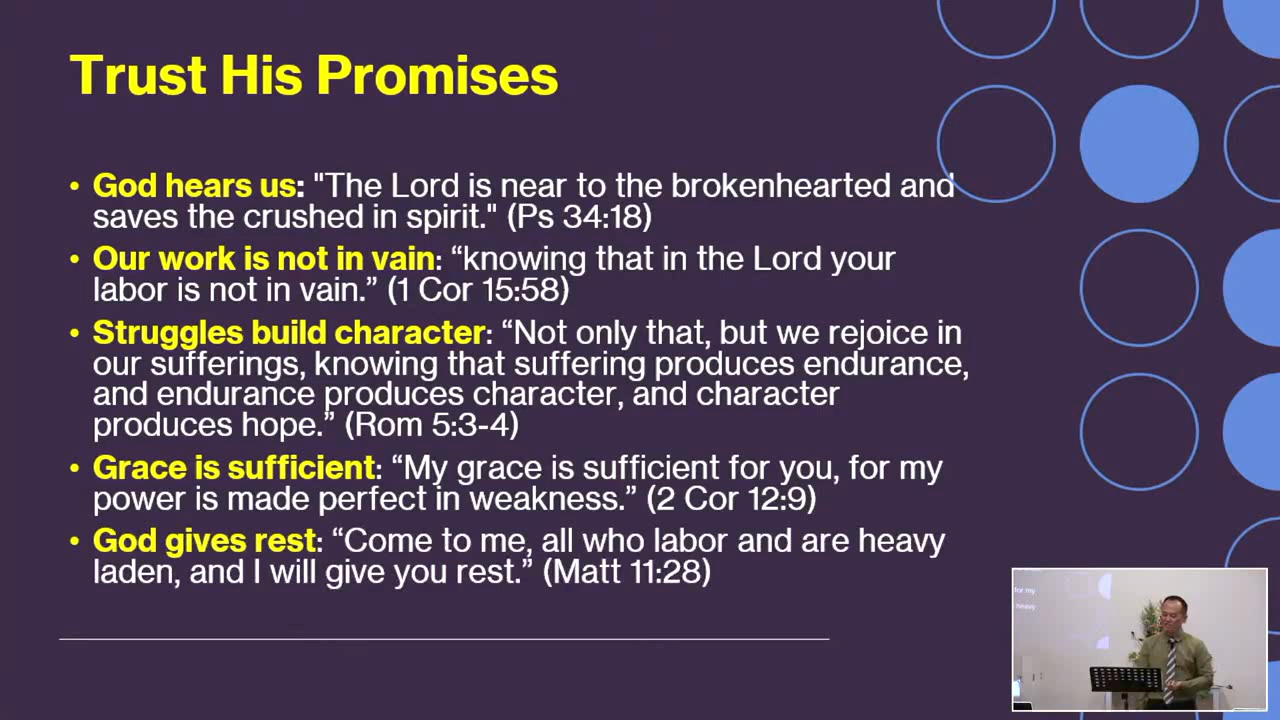 Trust His Promises
• God hears us: "The Lord is near to the brokenhearted and
saves the crushed in spirit." (Ps 34:18)
• Our work is not in vain: “knowing that in the Lord your
labor is not in vain.” (1 Cor 15:58)
• Struggles build character: “Not only that, but we rejoice in
our sufferings, knowing that suffering produces endurance,
and endurance produces character, and character
produces hope.” (Rom 5:3-4)
• Grace is sufficient: “My grace is sufficient for you, for my
power is made perfect in weakness.” (2 Cor 12:9)
• God gives rest: “Come to me, all who labor and are heavy
laden, and I will give you rest.” (Matt 11:28)
for my
heavy